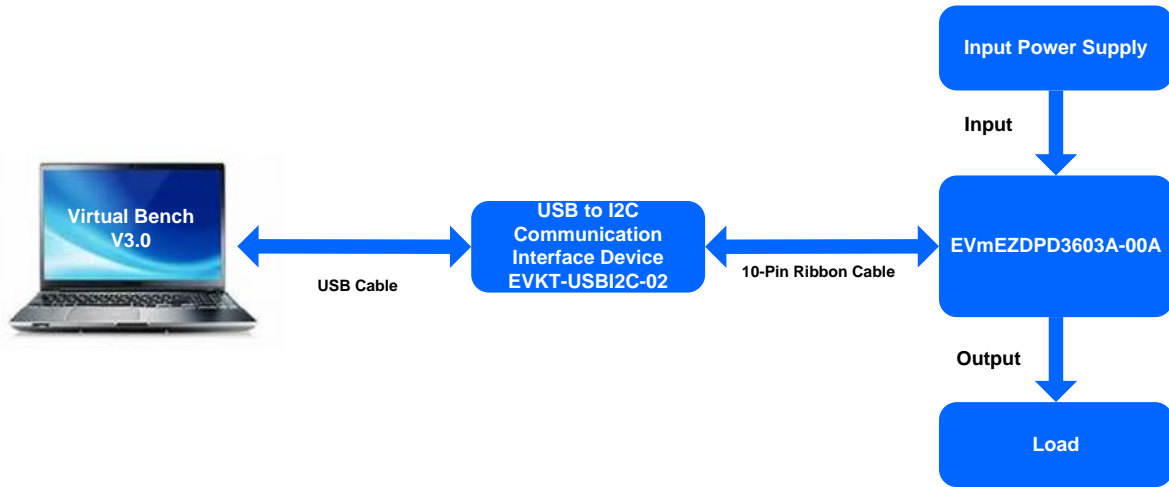 Input Power Supply
Input
Virtual Bench
V3.0
USB Cable
USB to I2C
Communication
Interface Device
EVKT-USBI2C-02
10-Pin Ribbon Cable
EVmEZDPD3603A-00A
Output
Load